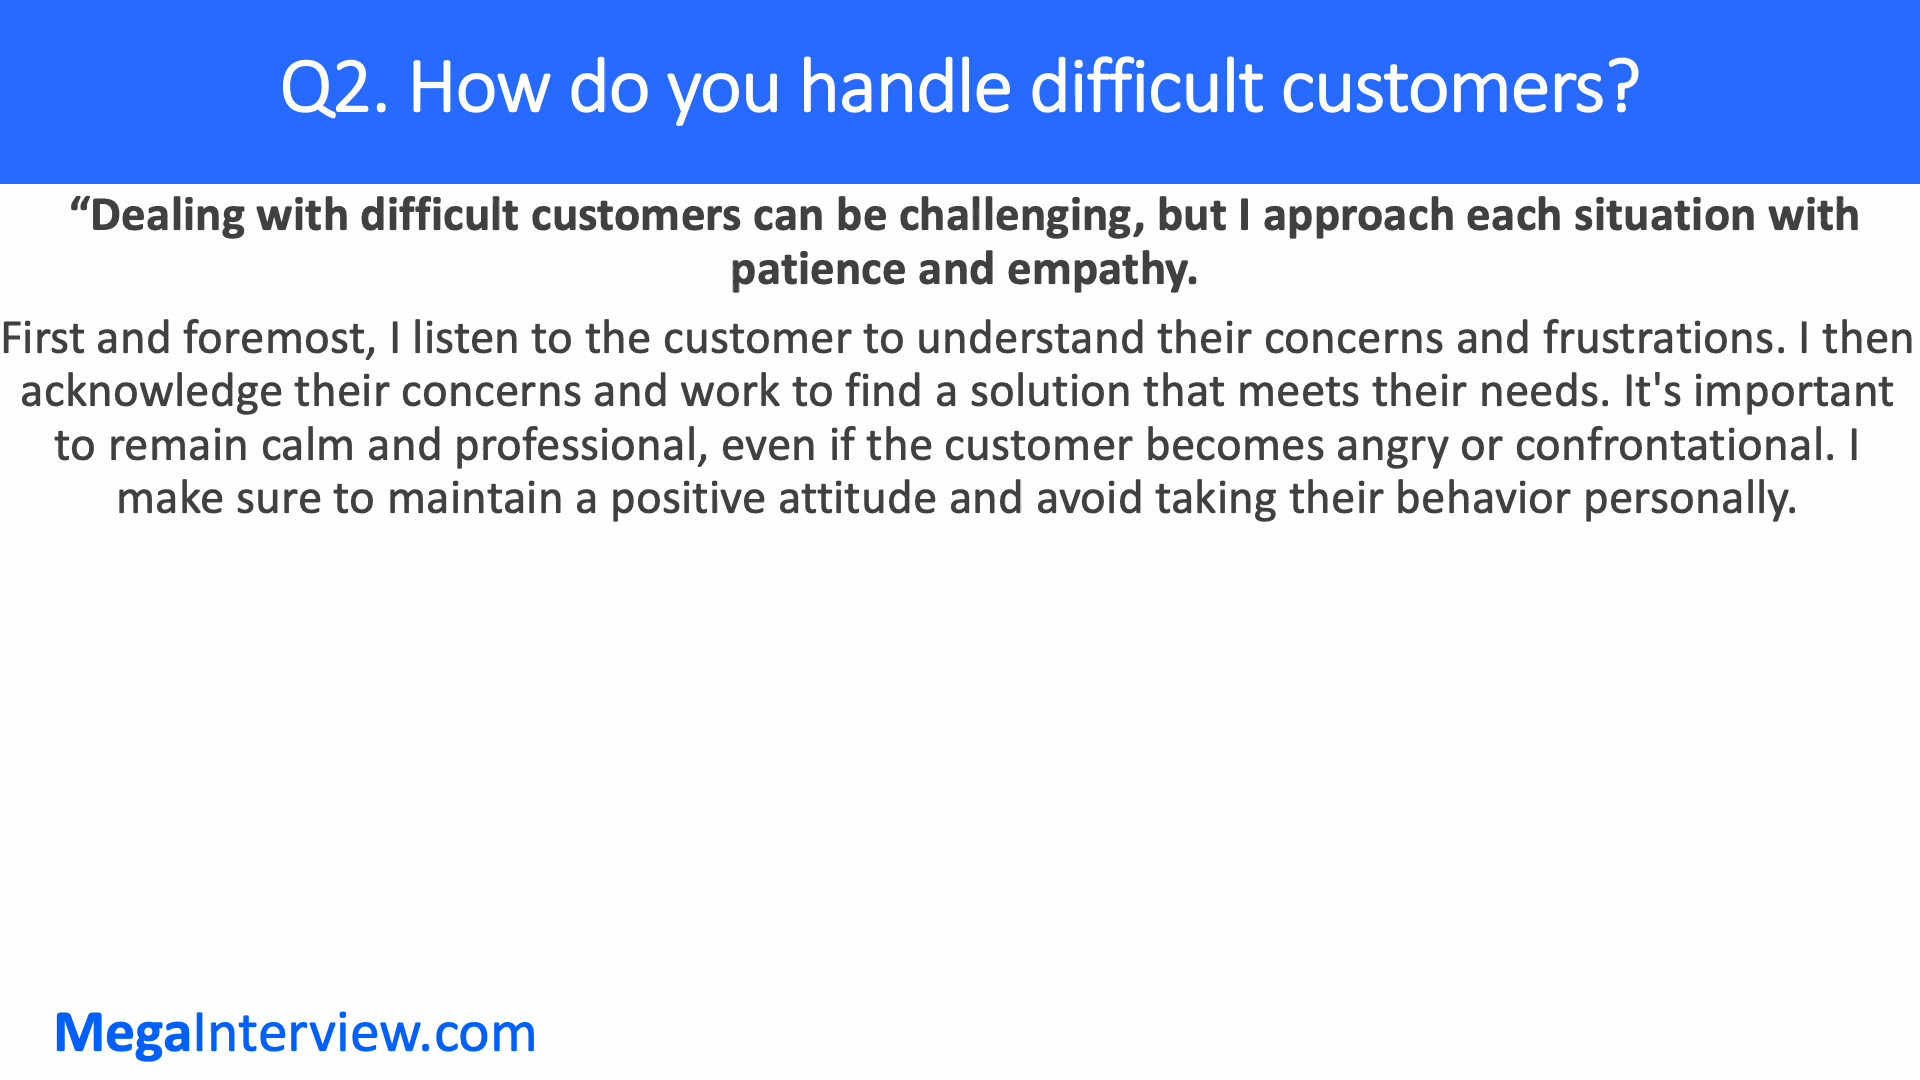 Q2. How do you handle difficult customers?
“Dealing with difficult customers can be challenging, but I approach each situation with
patience and empathy.
First and foremost, I listen to the customer to understand their concerns and frustrations. I then
acknowledge their concerns and work to find a solution that meets their needs. It's important
to remain calm and professional, even if the customer becomes angry or confrontational. I
make sure to maintain a positive attitude and avoid taking their behavior personally.
MegaInterview.com